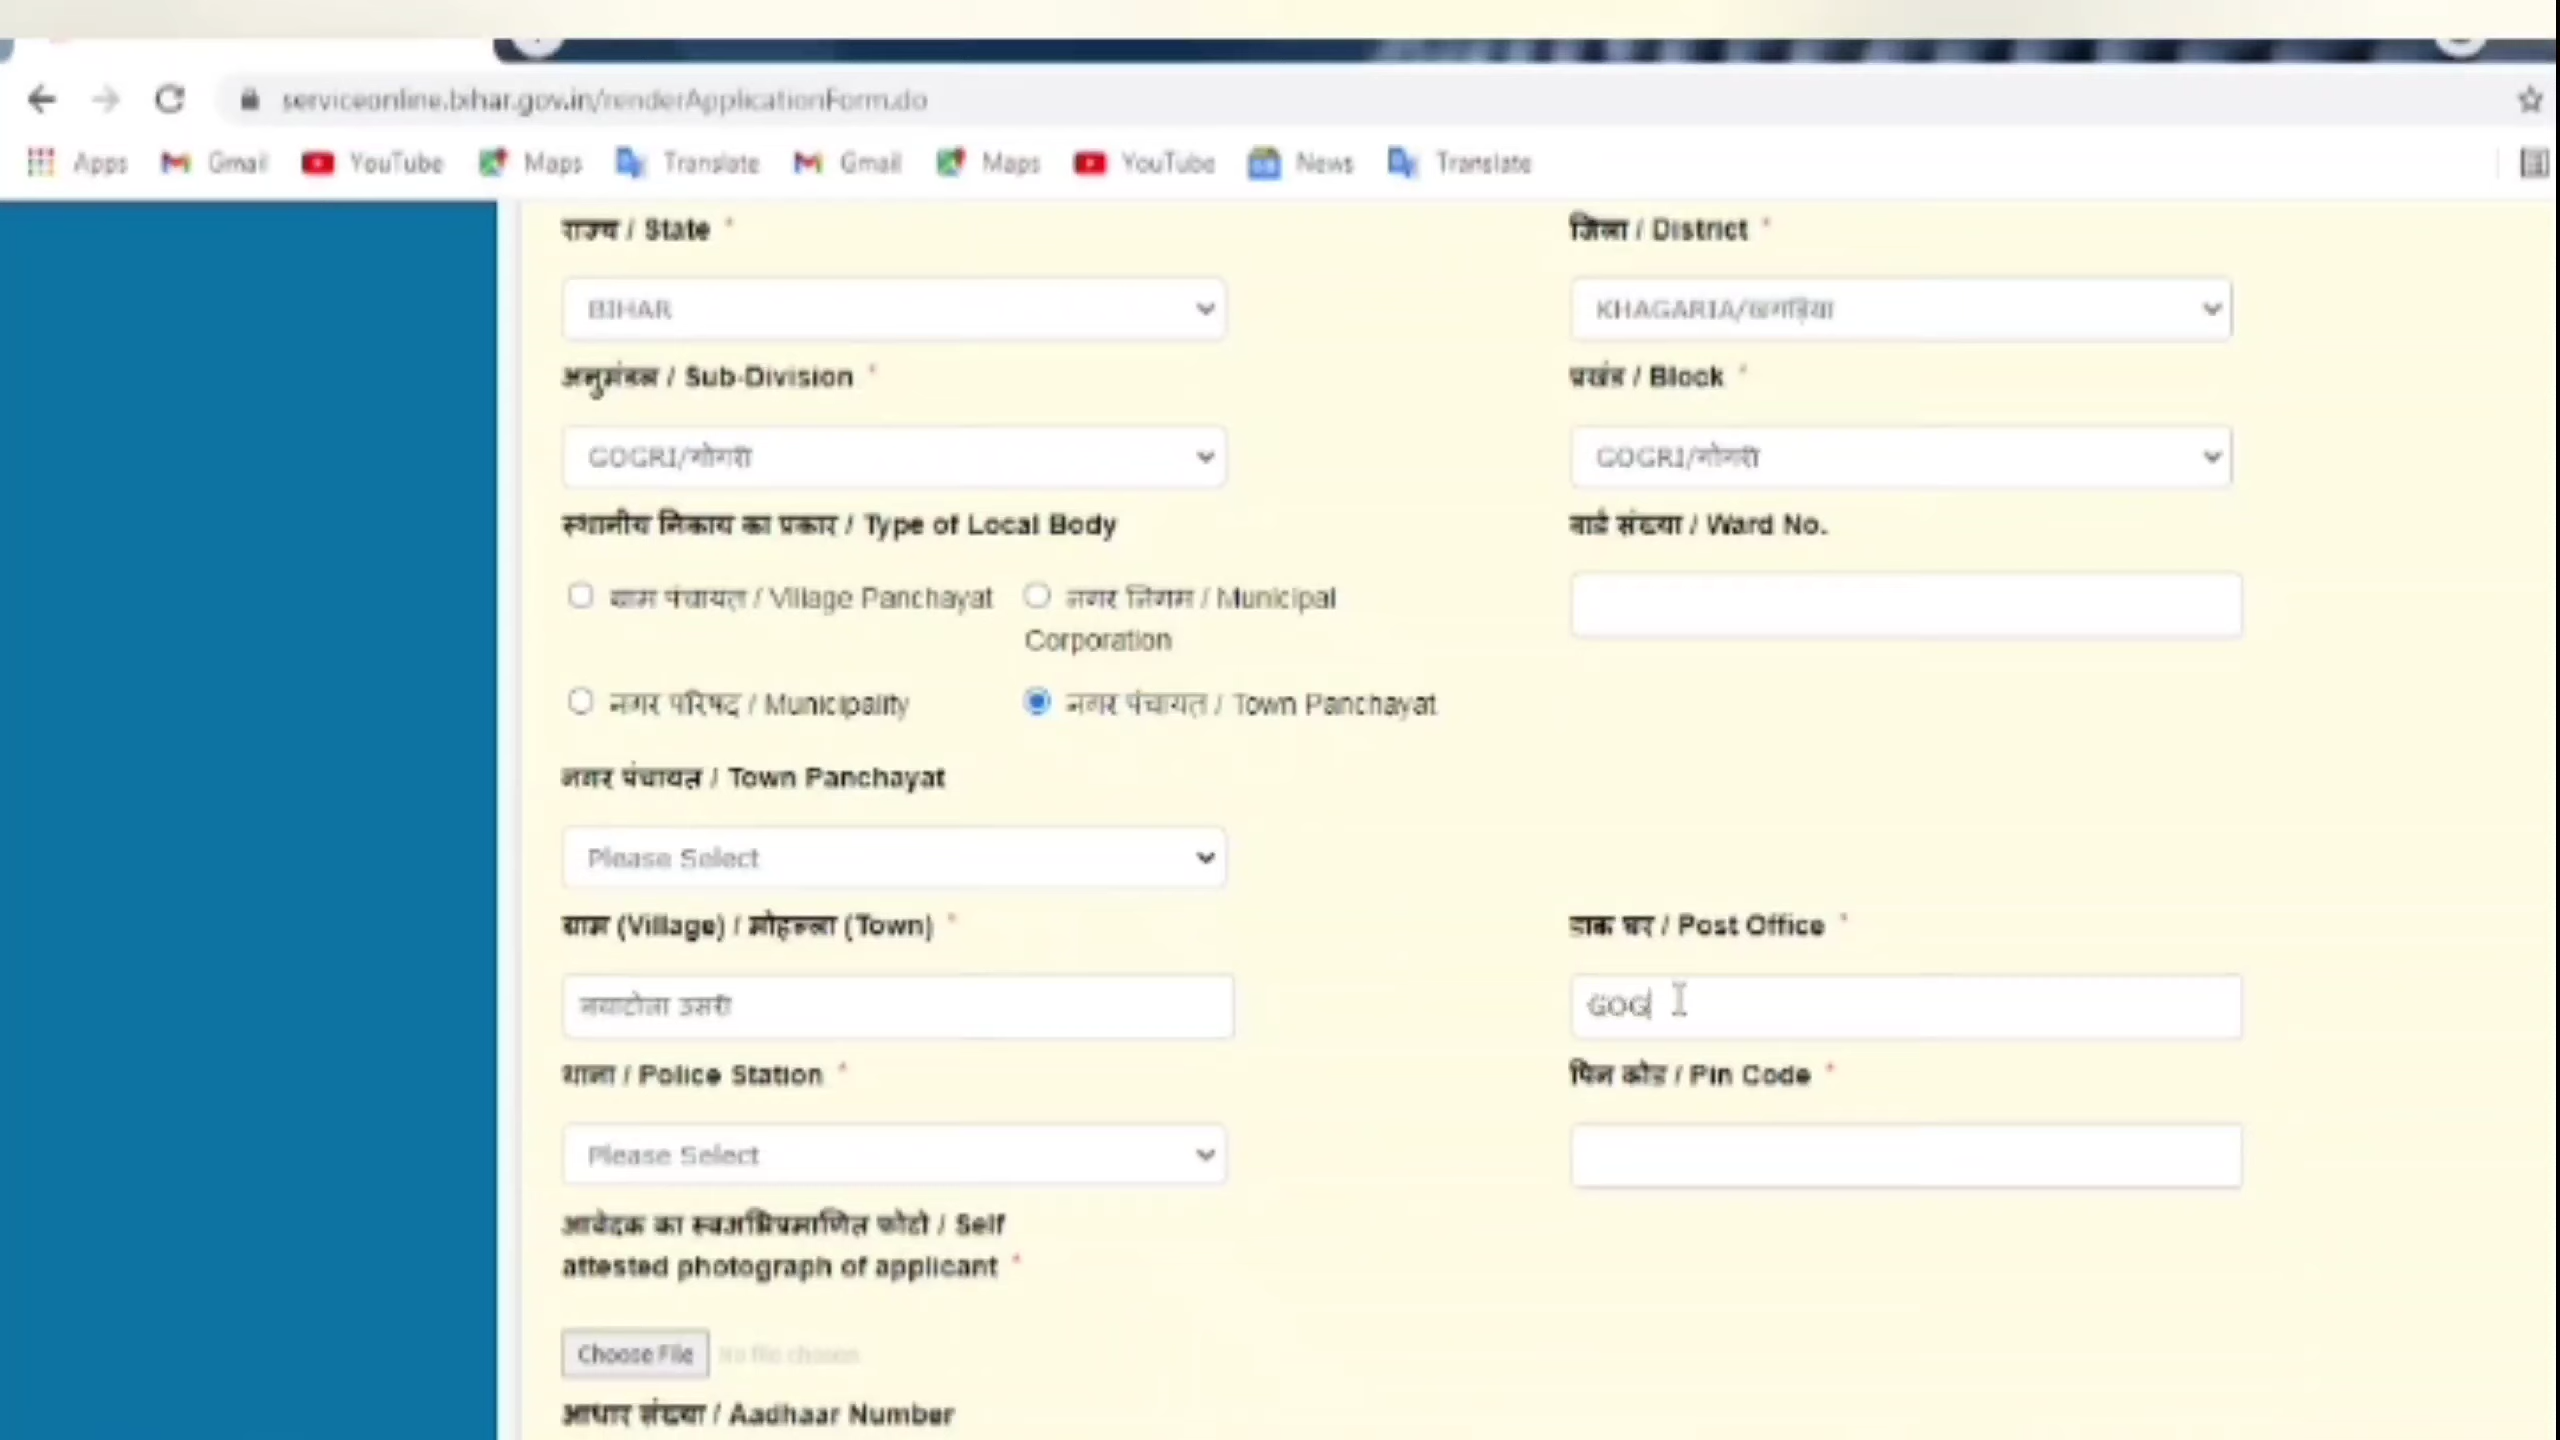 serviceonline.bihar.gov.in/renderApplicationForm.do
Apps Gmail YouTube Maps Translate Gmail Maps YouTube News Translate
राज्य / State *
जिला / District *
BIHAR
KHAGARIA/खगड़िया
अनुमंडल / Sub-Division *
प्रखंड / Block *
GOGRI/गोगरी
GOGRI/गोगरी
स्थानीय निकाय का प्रकार / Type of Local Body
वार्ड संख्या / Ward No.
ग्राम पंचायत / Village Panchayat
नगर निगम / Municipal
Corporation
नगर परिषद / Municipality
नगर पंचायत / Town Panchayat
नगर पंचायत / Town Panchayat
Please Select
ग्राम (Village) / मोहल्ला (Town) *
डाक घर / Post Office *
नयाटोला उसरी
GOG
थाना / Police Station *
पिन कोड / Pin Code *
Please Select
आवेदक का स्वअभिप्रमाणित फोटो / Self
attested photograph of applicant *
Choose File No file chosen
आधार संख्या / Aadhaar Number